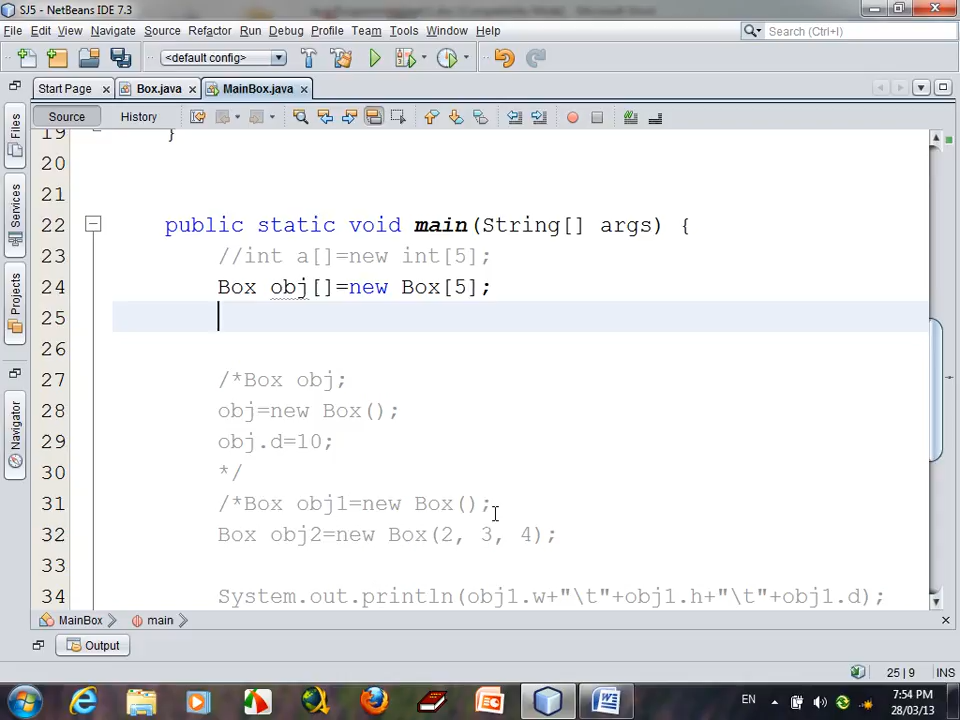 SJ5 - NetBeans IDE 7.3
File Edit View Navigate Source Refactor Run Debug Profile Team Tools Window Help
Search (Ctrl+I)
<default config>
Start Page Box.java MainBox.java
Source History
Files
Services
Projects
Navigator
19 }
20
21
22 public static void main(String[] args) {
23 //int a[]=new int[5];
24 Box obj[]=new Box[5];
25
26
27 /*Box obj;
28 obj=new Box();
29 obj.d=10;
30 */
31 /*Box obj1=new Box();
32 Box obj2=new Box(2, 3, 4);
33
34 System.out.println(obj1.w+"\t"+obj1.h+"\t"+obj1.d);
MainBox main
Output
25 | 9 INS
EN
7:54 PM
28/03/13